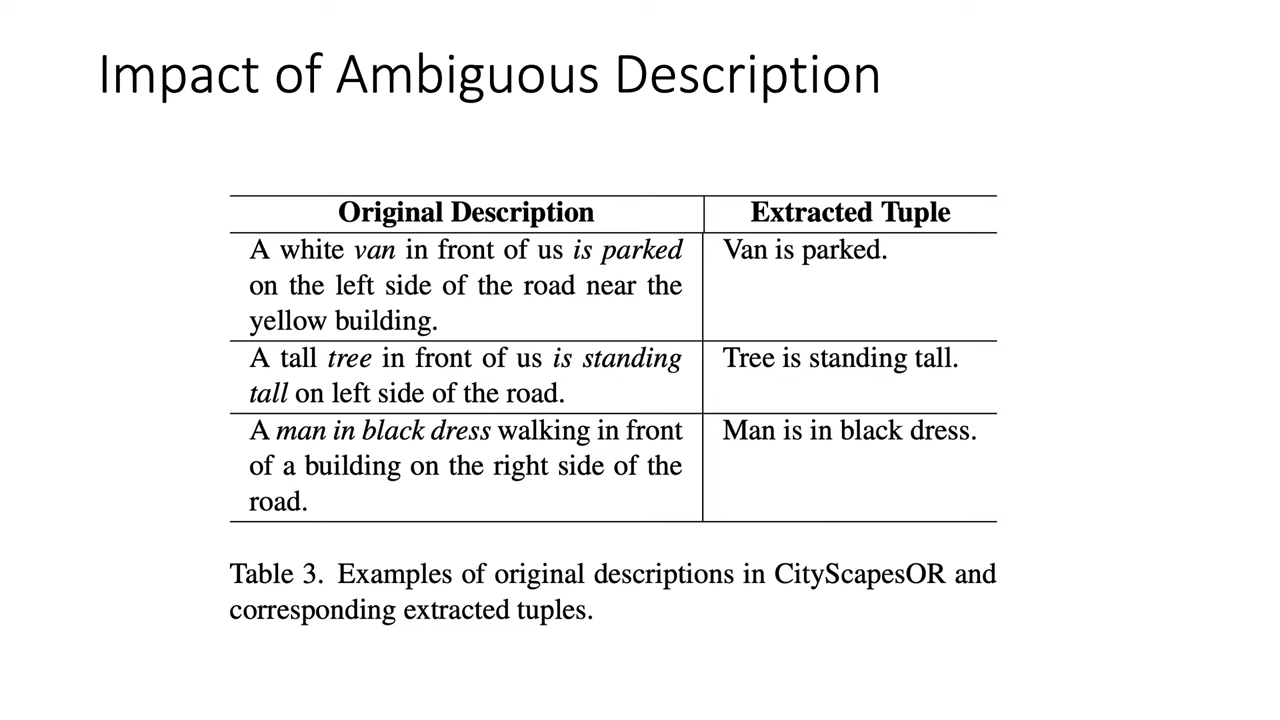 Impact of Ambiguous Description
Original Description
Extracted Tuple
A white van in front of us is parked
on the left side of the road near the
yellow building.
Van is parked.
A tall tree in front of us is standing
tall on left side of the road.
Tree is standing tall.
A man in black dress walking in front
of a building on the right side of the
road.
Man is in black dress.
Table 3. Examples of original descriptions in CityScapesOR and
corresponding extracted tuples.